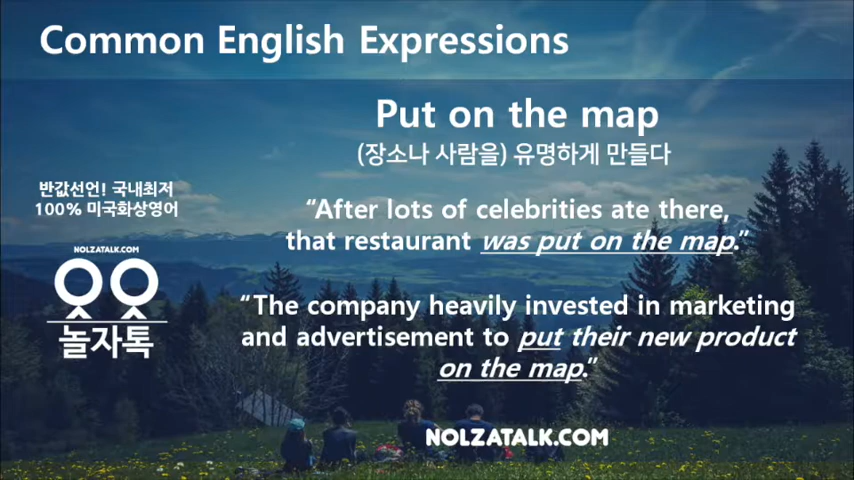 Common English Expressions
Put on the map
(장소나 사람을) 유명하게 만들다
반값선언! 국내최저
100% 미국화상영어
NOLZATALK.COM
놀자톡
“After lots of celebrities ate there,
that restaurant was put on the map.”
“The company heavily invested in marketing
and advertisement to put their new product
on the map.”
NOLZATALK.COM